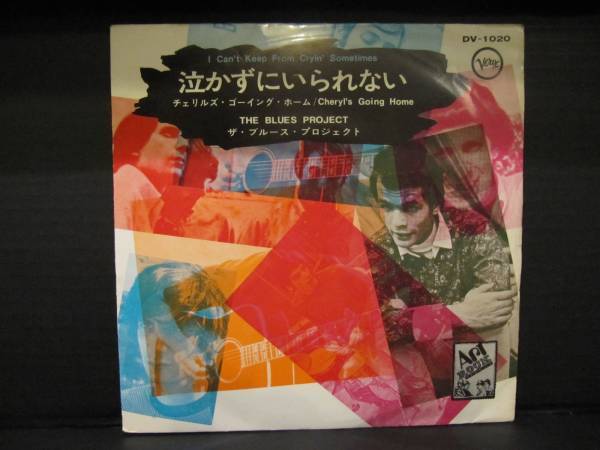 DV-1020
Verve
I Can't Keep From Cryin' Sometimes
泣かずにいられない
チェリルズ・ゴーイング・ホーム/Cheryl's Going Home
THE BLUES PROJECT
ザ・ブルース・プロジェクト
Art
ROCK